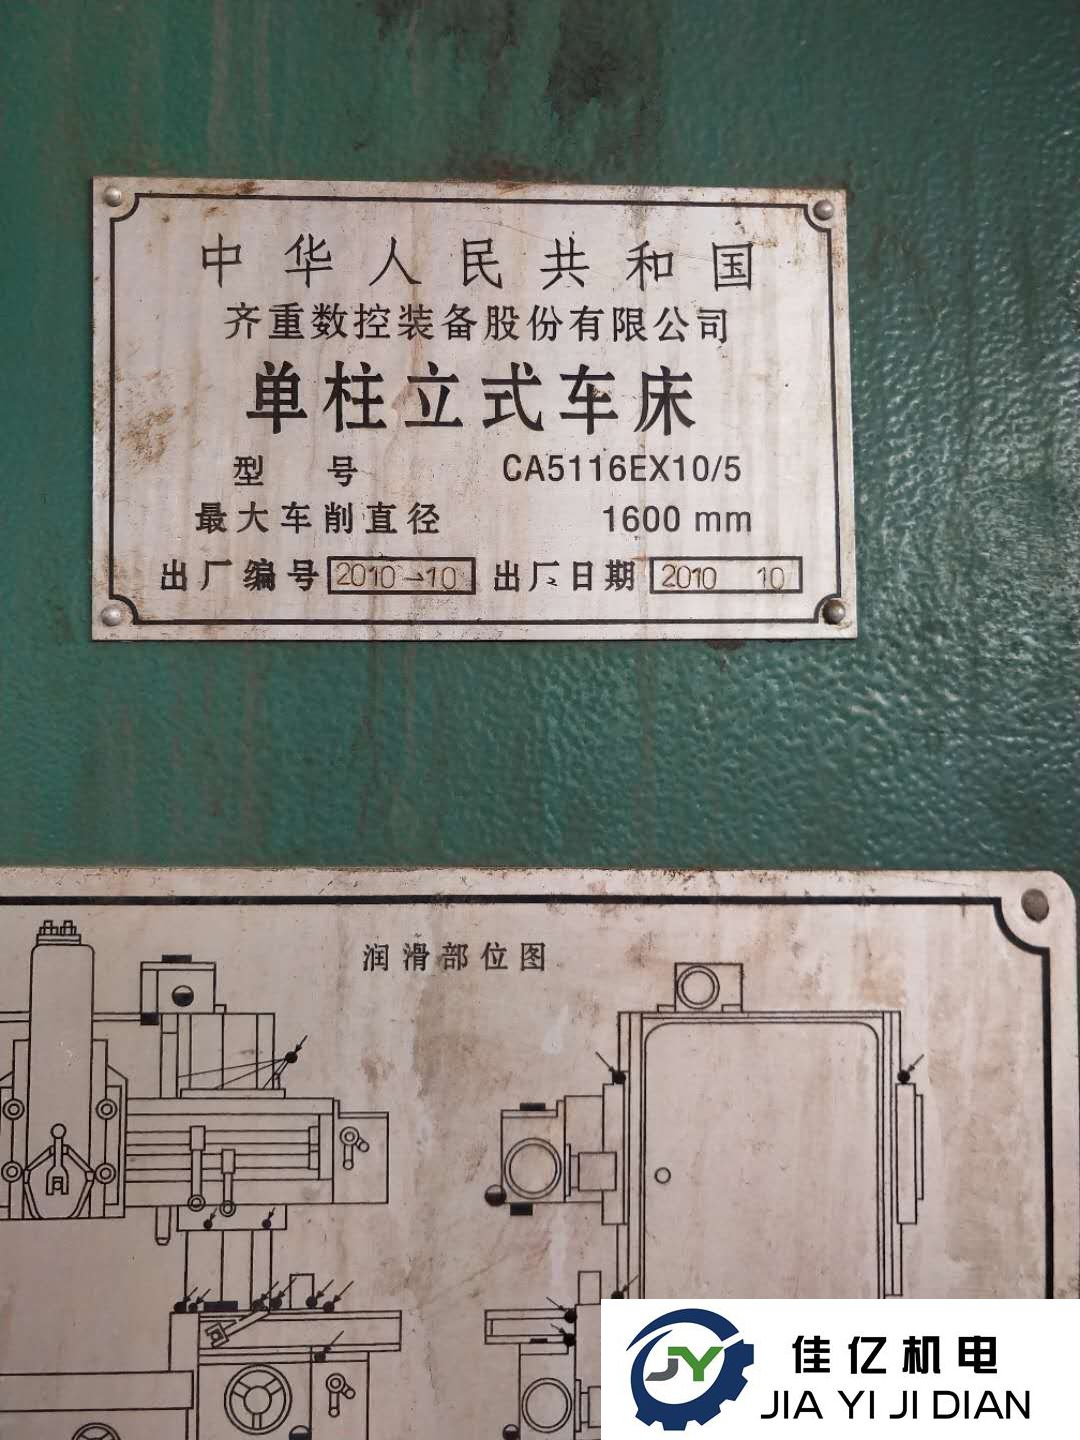 中华人民共和国
齐重数控装备股份有限公司
单柱立式车床
型号 CA5116EX10/5
最大车削直径 1600 mm
出厂编号 2010-10 出厂日期 2010 10
润滑部位图
JY
佳亿机电
JIA YI JI DIAN